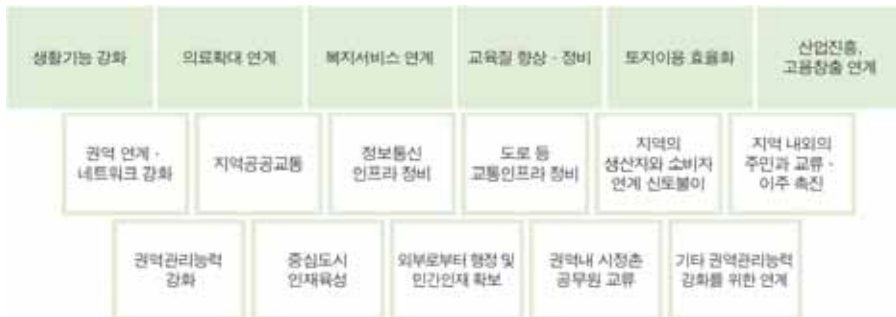 생활기능 강화
의료확대 연계
복지서비스 연계
교육질 향상 · 정비
토지이용 효율화
산업진흥,
고용창출 연계
권역 연계 ·
네트워크 강화
지역공공교통
정보통신
인프라 정비
도로 등
교통인프라 정비
지역의
생산자와 소비자
연계 신토불이
지역 내외의
주민과 교류 ·
이주 촉진
권역관리능력
강화
중심도시
인재육성
외부로부터 행정 및
민간인재 확보
권역내 시정촌
공무원 교류
기타 권역관리능력
강화를 위한 연계